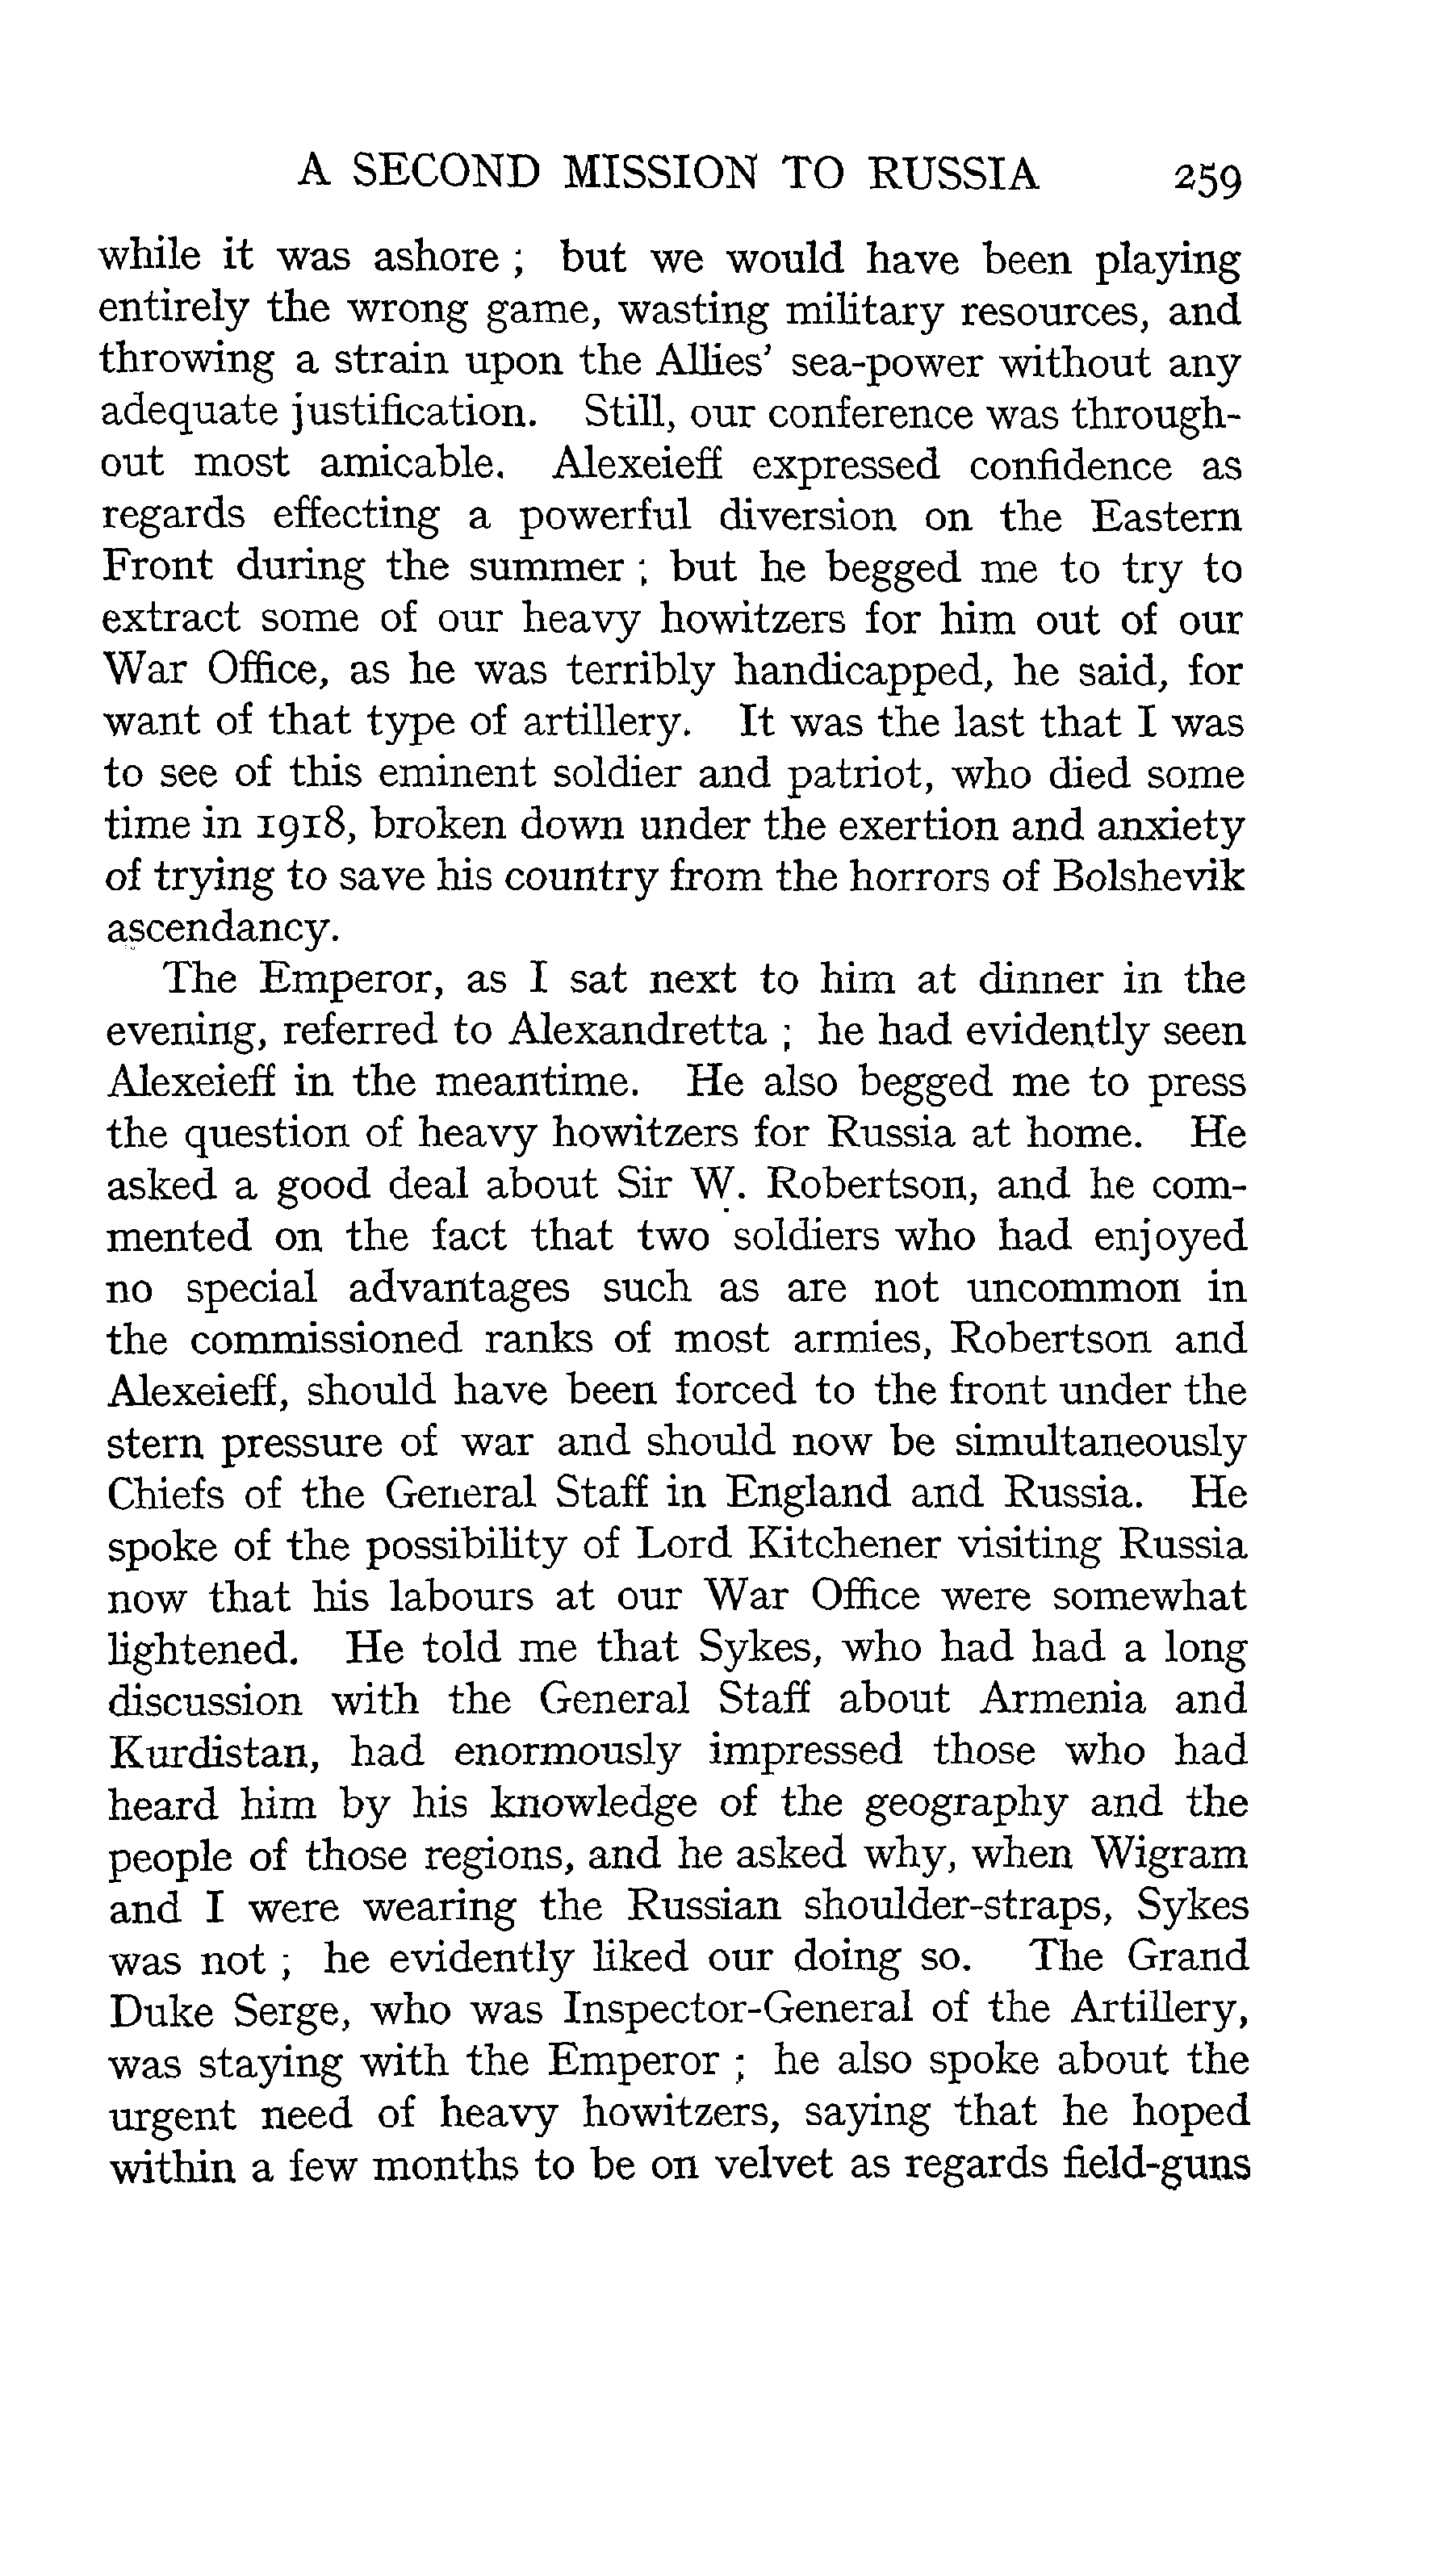 A SECOND MISSION TO RUSSIA 259
while it was ashore ; but we would have been playing
entirely the wrong game, wasting military resources, and
throwing a strain upon the Allies’ sea-power without any
adequate justification. Still, our conference was through-
out most amicable. Alexeieff expressed confidence as
regards effecting a powerful diversion on the Eastern
Front during the summer ; but he begged me to try to
extract some of our heavy howitzers for him out of our
War Office, as he was terribly handicapped, he said, for
want of that type of artillery. It was the last that I was
to see of this eminent soldier and patriot, who died some
time in 1918, broken down under the exertion and anxiety
of trying to save his country from the horrors of Bolshevik
ascendancy.
The Emperor, as I sat next to him at dinner in the
evening, referred to Alexandretta ; he had evidently seen
Alexeieff in the meantime. He also begged me to press
the question of heavy howitzers for Russia at home. He
asked a good deal about Sir W. Robertson, and he com-
mented on the fact that two soldiers who had enjoyed
no special advantages such as are not uncommon in
the commissioned ranks of most armies, Robertson and
Alexeieff, should have been forced to the front under the
stern pressure of war and should now be simultaneously
Chiefs of the General Staff in England and Russia. He
spoke of the possibility of Lord Kitchener visiting Russia
now that his labours at our War Office were somewhat
lightened. He told me that Sykes, who had had a long
discussion with the General Staff about Armenia and
Kurdistan, had enormously impressed those who had
heard him by his knowledge of the geography and the
people of those regions, and he asked why, when Wigram
and I were wearing the Russian shoulder-straps, Sykes
was not ; he evidently liked our doing so. The Grand
Duke Serge, who was Inspector-General of the Artillery,
was staying with the Emperor ; he also spoke about the
urgent need of heavy howitzers, saying that he hoped
within a few months to be on velvet as regards field-guns